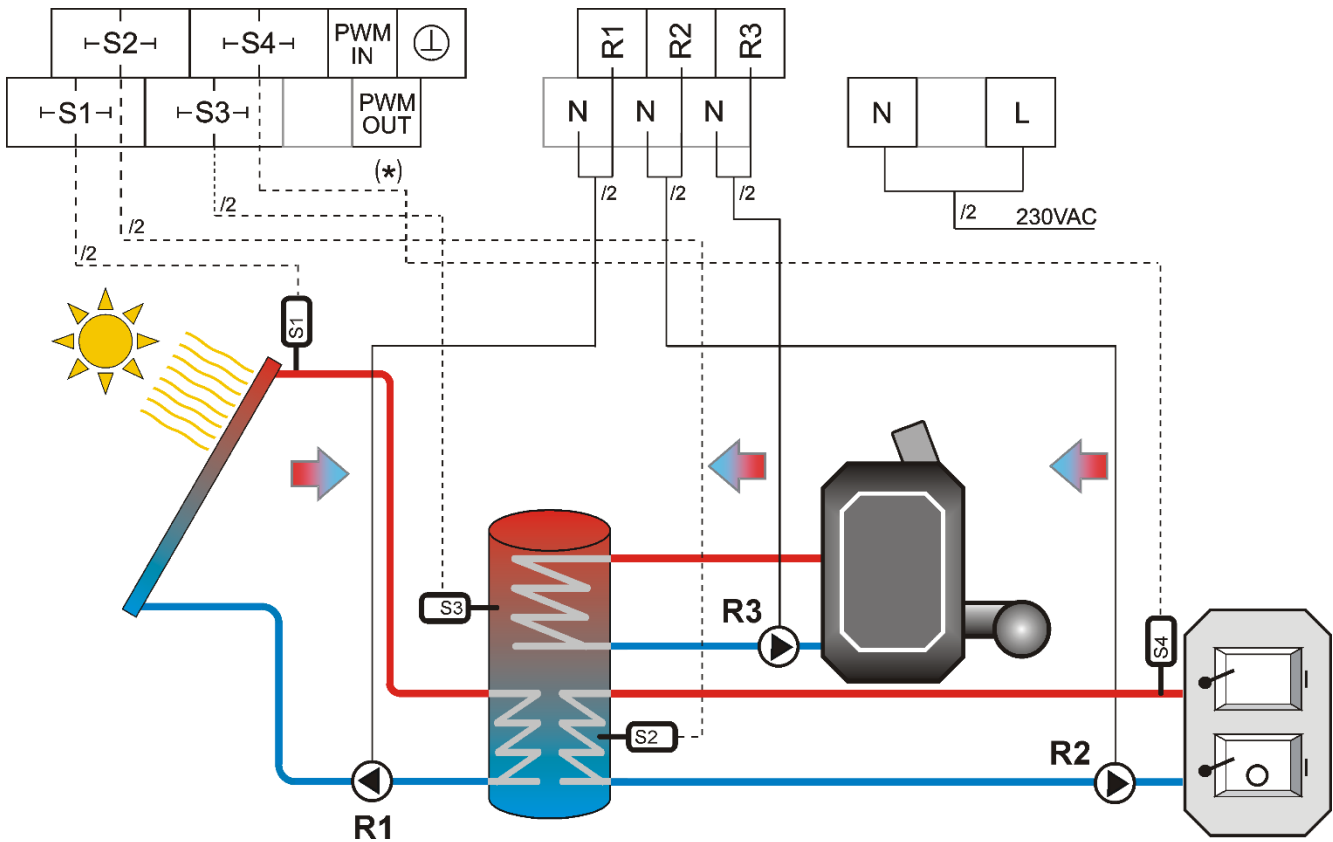 S2 S4 PWM IN
R1 R2 R3
S1 S3 PWM OUT
N N N
N L
(*)
/2 /2 /2
/2 /2 /2
/2 230VAC
/2
S1
S3
R3
S4
S2
R2
R1